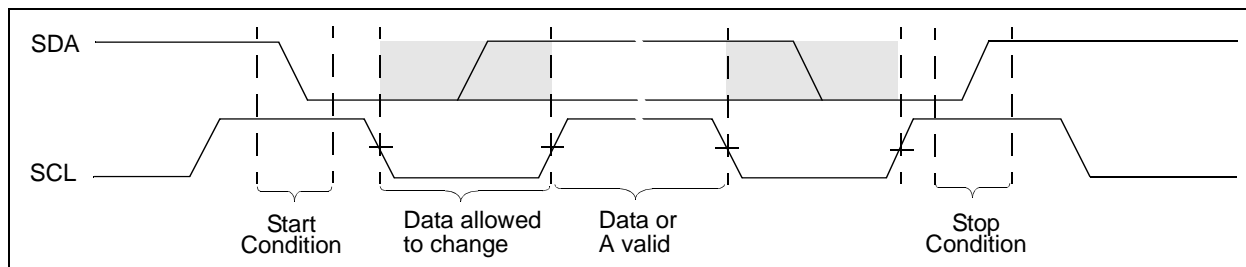 SDA
SCL
Start
Condition
Data allowed
to change
Data or
A valid
Stop
Condition